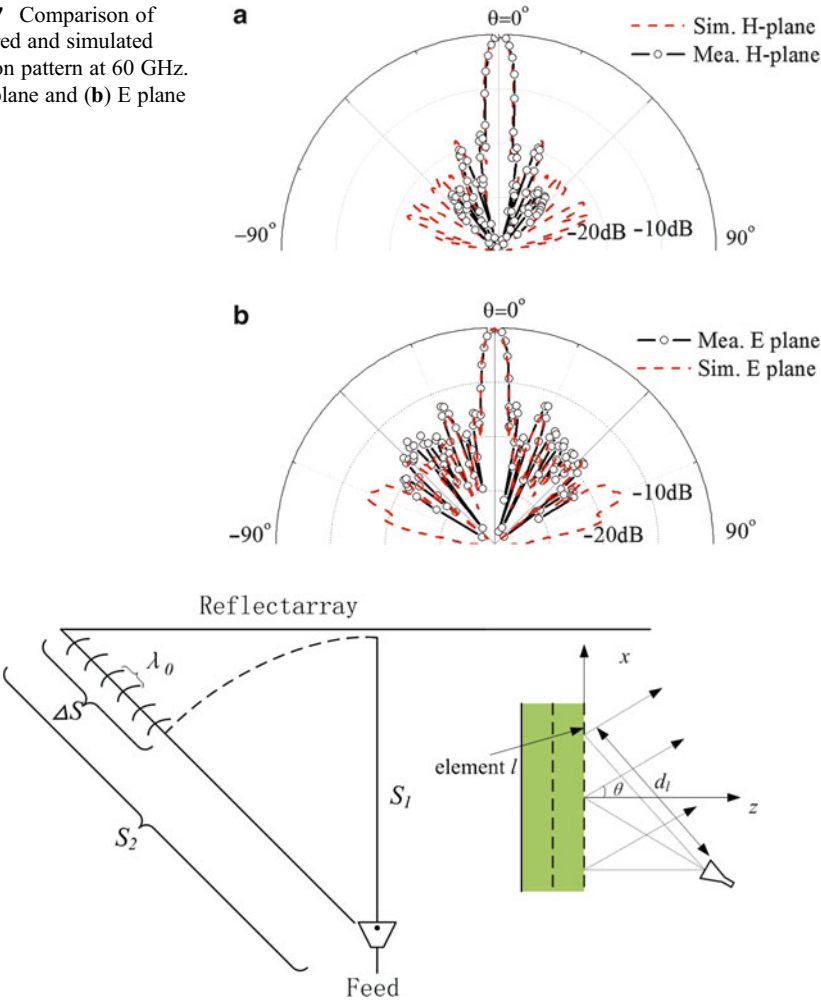 7 Comparison of
red and simulated
on pattern at 60 GHz.
plane and (b) E plane
a
θ=0°
Sim. H-plane
Mea. H-plane
−90°
−20dB −10dB
90°
b
θ=0°
Mea. E plane
Sim. E plane
−10dB
−90°
−20dB
90°
Reflectarray
λ0
ΔS
S2
S1
Feed
x
element l
dl
θ
z